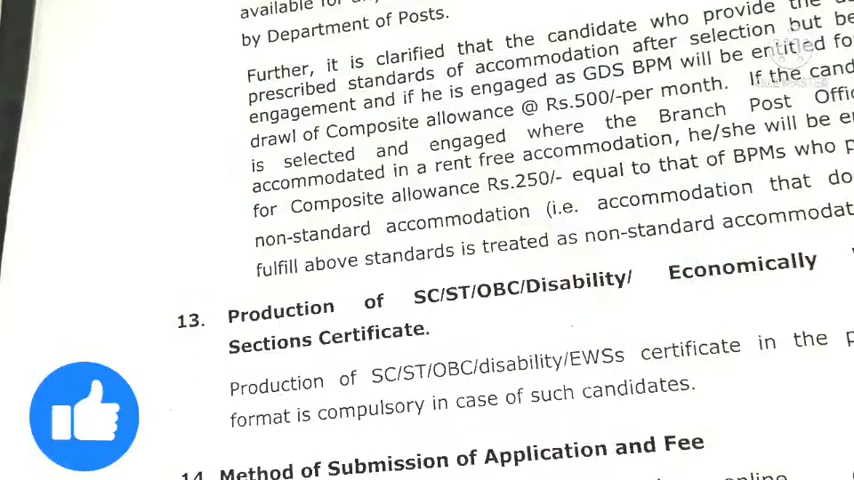 available for
by Department of Posts.
Further, it is clarified that the candidate who provide the
prescribed standards of accommodation after selection but be
engagement and if he is engaged as GDS BPM will be entitled fo
drawl of Composite allowance @ Rs.500/-per month. If the cand
is selected and engaged where the Branch Post Offi
accommodated in a rent free accommodation, he/she will be e
for Composite allowance Rs.250/- equal to that of BPMs who p
non-standard accommodation (i.e. accommodation that do
fulfill above standards is treated as non-standard accommodat
13. Production of SC/ST/OBC/Disability/ Economically
Sections Certificate.
Production of SC/ST/OBC/disability/EWSs certificate in the p
format is compulsory in case of such candidates.
14 Method of Submission of Application and Fee
online